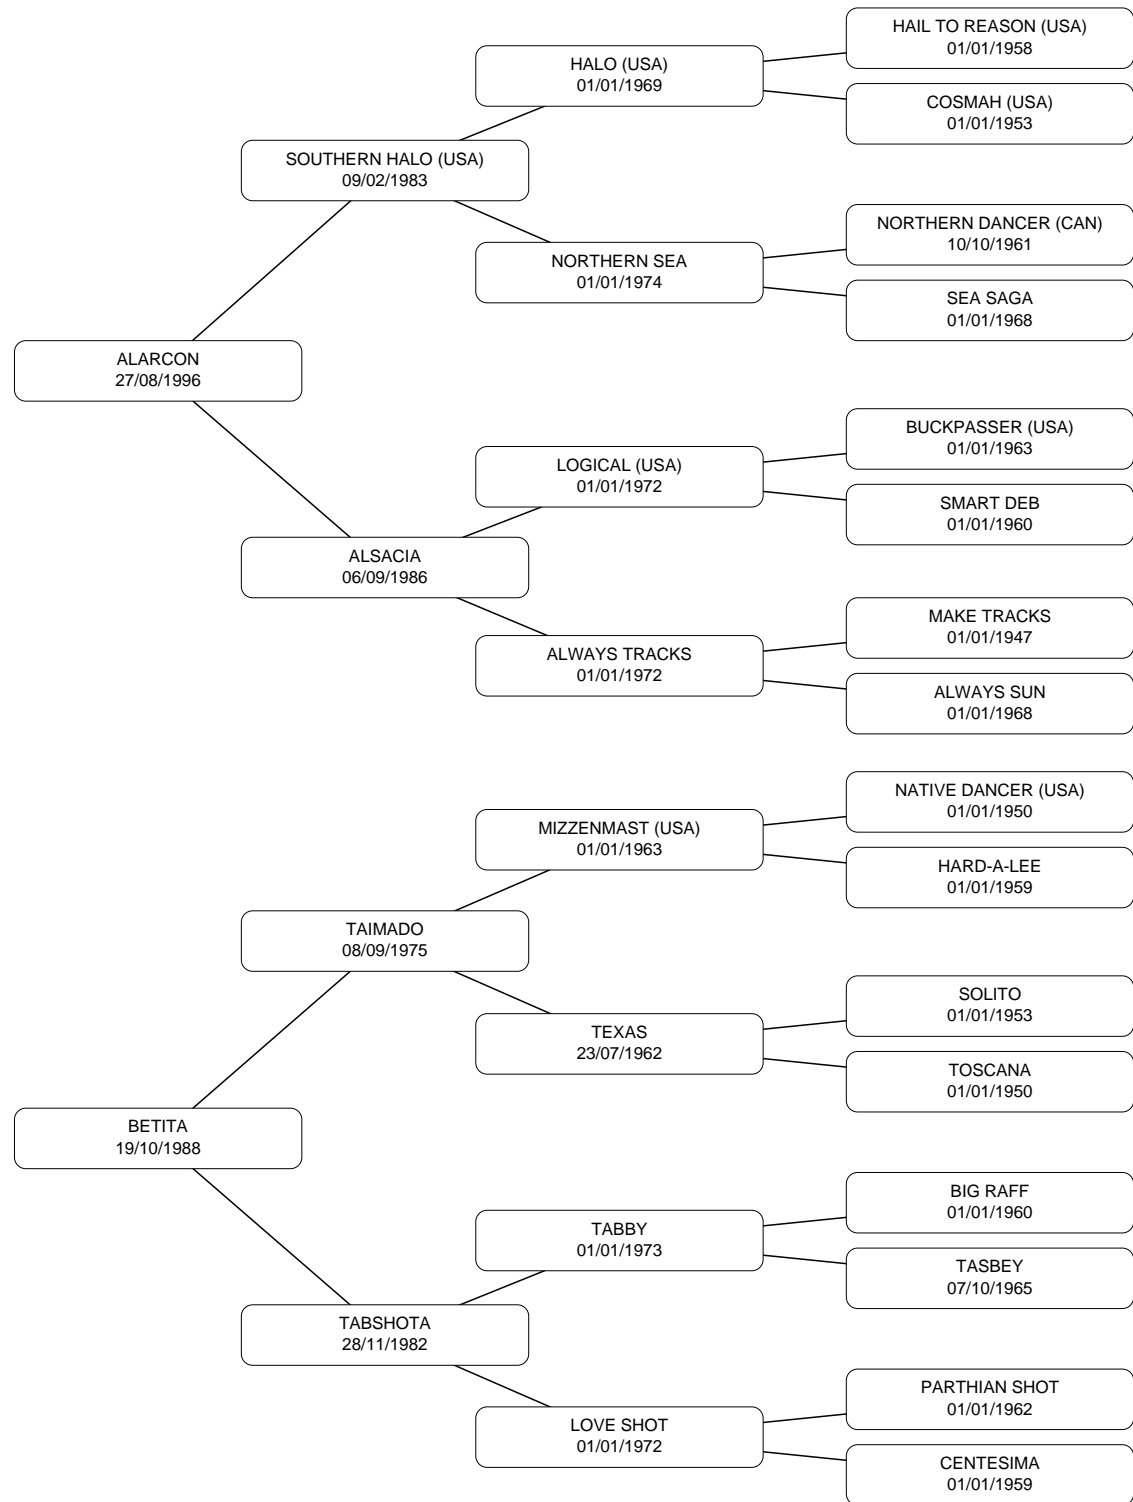 HAIL TO REASON (USA)
01/01/1958
HALO (USA)
01/01/1969
COSMAH (USA)
01/01/1953
SOUTHERN HALO (USA)
09/02/1983
NORTHERN DANCER (CAN)
10/10/1961
NORTHERN SEA
01/01/1974
SEA SAGA
01/01/1968
ALARCON
27/08/1996
BUCKPASSER (USA)
01/01/1963
LOGICAL (USA)
01/01/1972
SMART DEB
01/01/1960
ALSACIA
06/09/1986
MAKE TRACKS
01/01/1947
ALWAYS TRACKS
01/01/1972
ALWAYS SUN
01/01/1968
NATIVE DANCER (USA)
01/01/1950
MIZZENMAST (USA)
01/01/1963
HARD-A-LEE
01/01/1959
TAIMADO
08/09/1975
SOLITO
01/01/1953
TEXAS
23/07/1962
TOSCANA
01/01/1950
BETITA
19/10/1988
BIG RAFF
01/01/1960
TABBY
01/01/1973
TASBEY
07/10/1965
TABSHOTA
28/11/1982
PARTHIAN SHOT
01/01/1962
LOVE SHOT
01/01/1972
CENTESIMA
01/01/1959